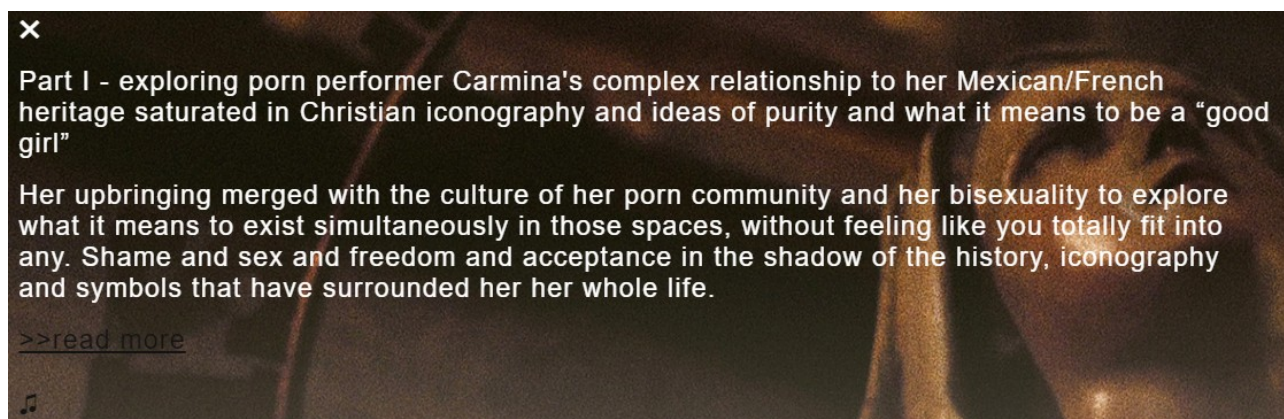 ×
Part I - exploring porn performer Carmina's complex relationship to her Mexican/French
heritage saturated in Christian iconography and ideas of purity and what it means to be a “good
girl”
Her upbringing merged with the culture of her porn community and her bisexuality to explore
what it means to exist simultaneously in those spaces, without feeling like you totally fit into
any. Shame and sex and freedom and acceptance in the shadow of the history, iconography
and symbols that have surrounded her her whole life.
>>read more
♫